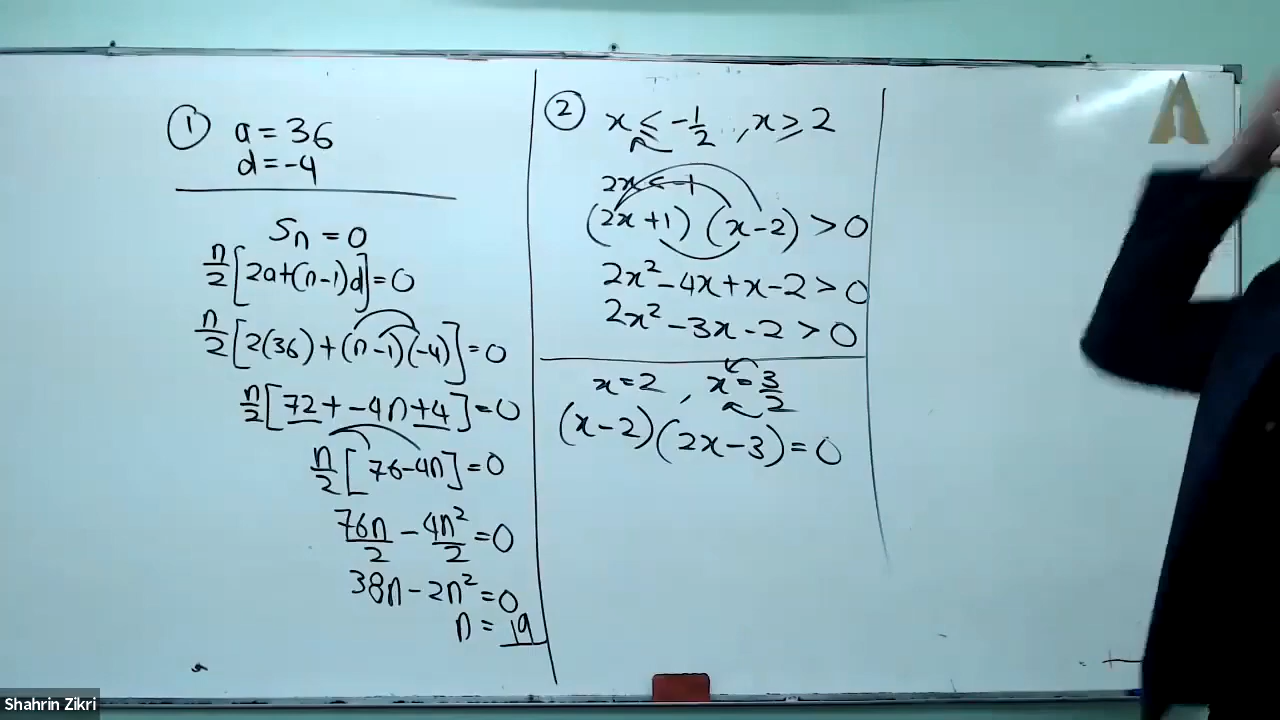 ① a = 36
d = -4
Sn = 0
n/2 [2a+(n-1)d] = 0
n/2 [2(36) + (n-1)(-4)] = 0
n/2 [72 + -4n + 4] = 0
n/2 [76-4n] = 0
76n/2 - 4n²/2 = 0
38n - 2n² = 0
n = 19
② x ≤ -1/2 , x ≥ 2
2x ≤ -1
(2x+1) (x-2) > 0
2x² - 4x + x - 2 > 0
2x² - 3x - 2 > 0
x = 2 , x = 3/2
(x-2)(2x-3) = 0
Shahrin Zikri